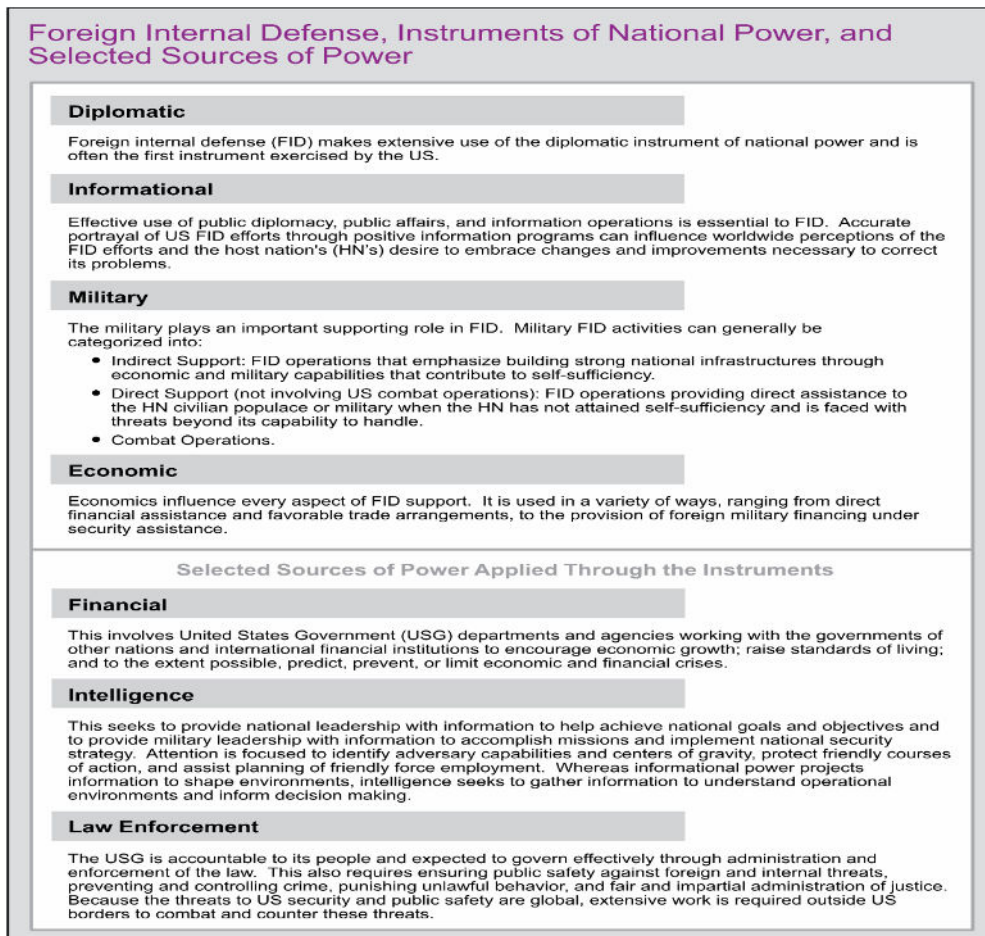 Foreign Internal Defense, Instruments of National Power, and
Selected Sources of Power
Diplomatic
Foreign internal defense (FID) makes extensive use of the diplomatic instrument of national power and is
often the first instrument exercised by the US.
Informational
Effective use of public diplomacy, public affairs, and information operations is essential to FID. Accurate
portrayal of US FID efforts through positive information programs can influence worldwide perceptions of the
FID efforts and the host nation's (HN's) desire to embrace changes and improvements necessary to correct
its problems.
Military
The military plays an important supporting role in FID. Military FID activities can generally be
categorized into:
• Indirect Support: FID operations that emphasize building strong national infrastructures through
economic and military capabilities that contribute to self-sufficiency.
• Direct Support (not involving US combat operations): FID operations providing direct assistance to
the HN civilian populace or military when the HN has not attained self-sufficiency and is faced with
threats beyond its capability to handle.
• Combat Operations.
Economic
Economics influence every aspect of FID support. It is used in a variety of ways, ranging from direct
financial assistance and favorable trade arrangements, to the provision of foreign military financing under
security assistance.
Selected Sources of Power Applied Through the Instruments
Financial
This involves United States Government (USG) departments and agencies working with the governments of
other nations and international financial institutions to encourage economic growth; raise standards of living;
and to the extent possible, predict, prevent, or limit economic and financial crises.
Intelligence
This seeks to provide national leadership with information to help achieve national goals and objectives and
to provide military leadership with information to accomplish missions and implement national security
strategy. Attention is focused to identify adversary capabilities and centers of gravity, protect friendly courses
of action, and assist planning of friendly force employment. Whereas informational power projects
information to shape environments, intelligence seeks to gather information to understand operational
environments and inform decision making.
Law Enforcement
The USG is accountable to its people and expected to govern effectively through administration and
enforcement of the law. This also requires ensuring public safety against foreign and internal threats,
preventing and controlling crime, punishing unlawful behavior, and fair and impartial administration of justice.
Because the threats to US security and public safety are global, extensive work is required outside US
borders to combat and counter these threats.